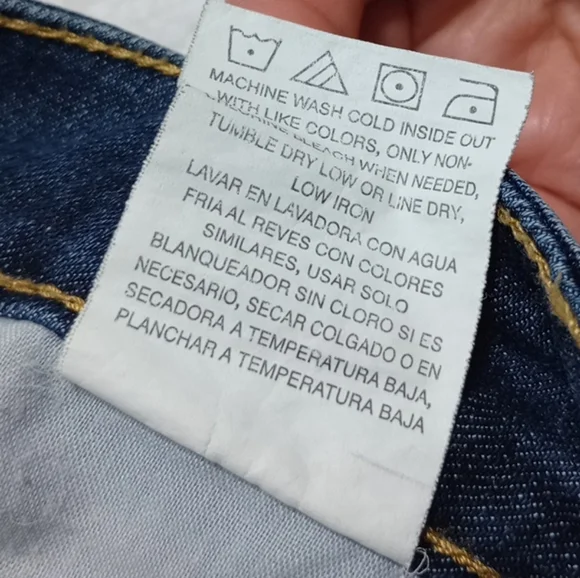 MACHINE WASH COLD INSIDE OUT
WITH LIKE COLORS, ONLY NON-
CHLORINE BLEACH WHEN NEEDED,
TUMBLE DRY LOW OR LINE DRY,
LOW IRON
LAVAR EN LAVADORA CON AGUA
FRIA AL REVES CON COLORES
SIMILARES, USAR SOLO
BLANQUEADOR SIN CLORO SI ES
NECESARIO, SECAR COLGADO O EN
SECADORA A TEMPERATURA BAJA,
PLANCHAR A TEMPERATURA BAJA